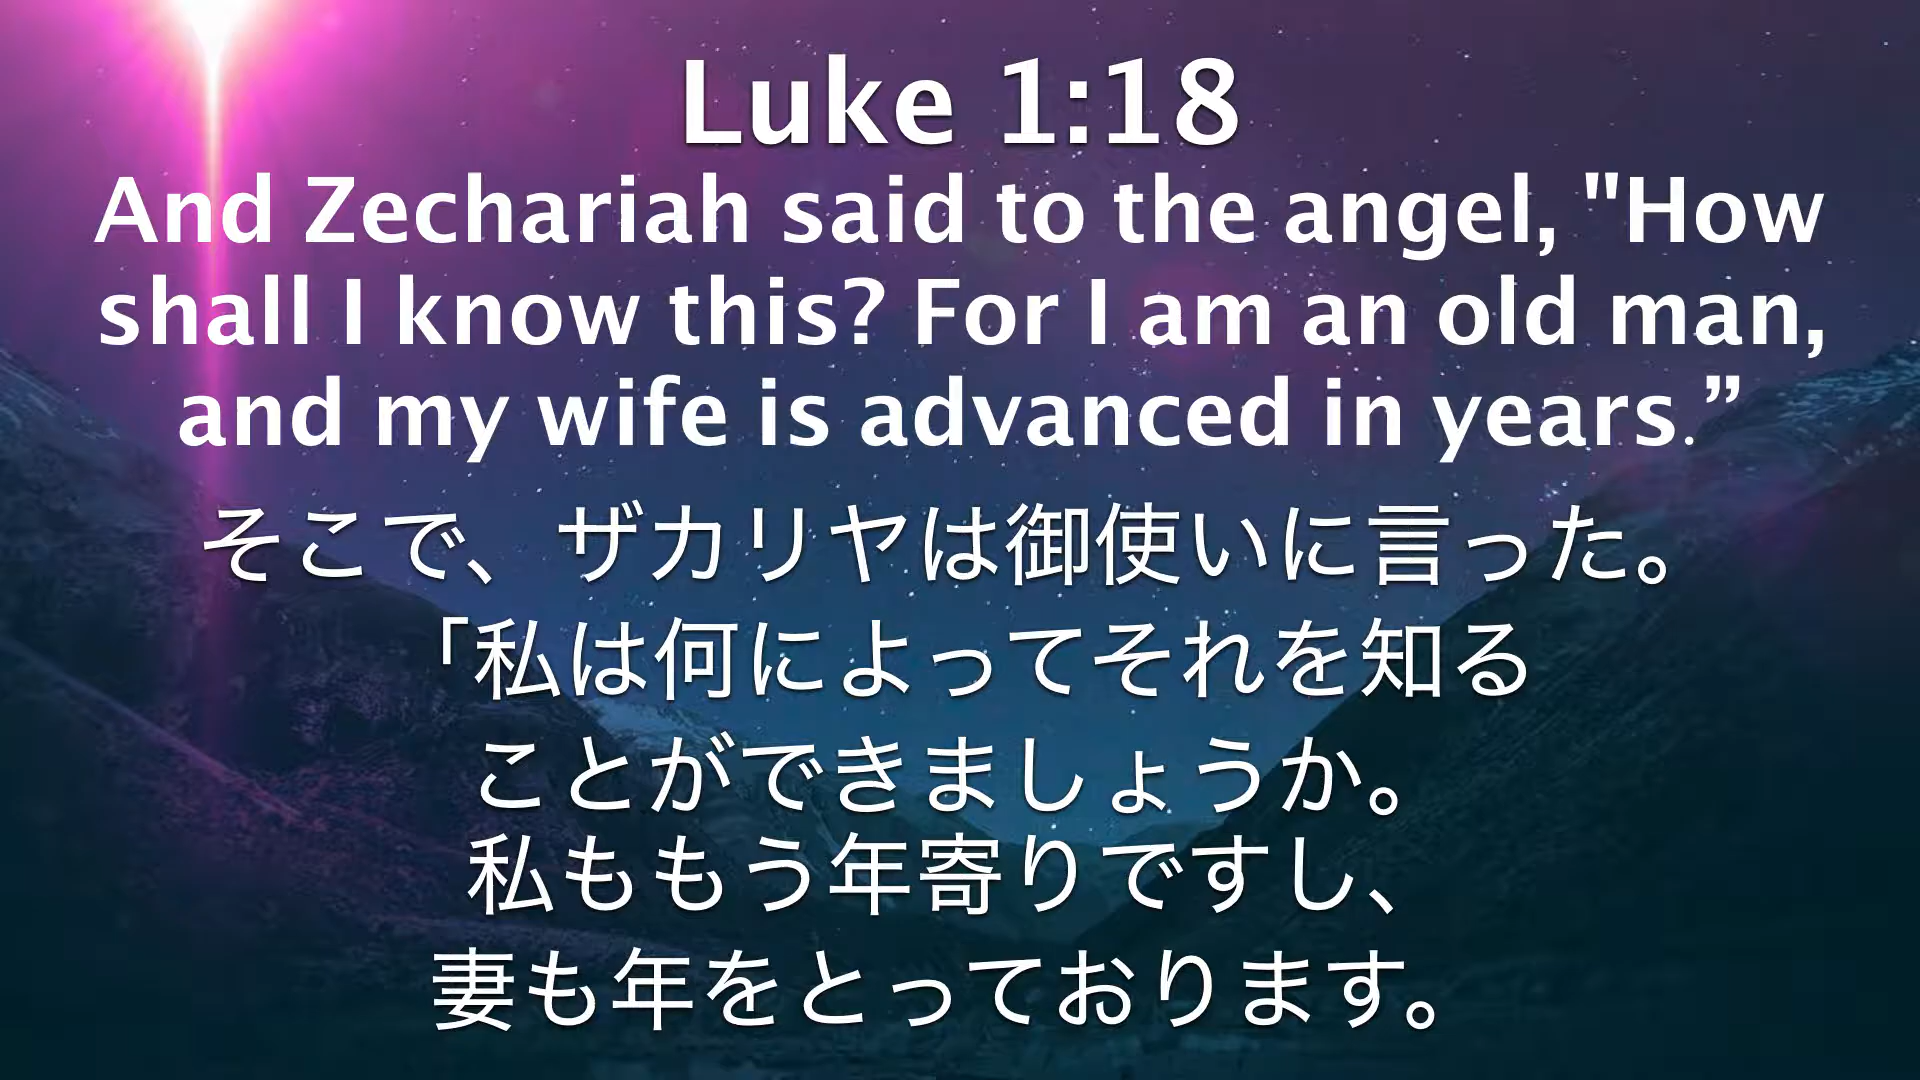 Luke 1:18
And Zechariah said to the angel, "How
shall I know this? For I am an old man,
and my wife is advanced in years.”
そこで、ザカリヤは御使いに言った。
「私は何によってそれを知る
ことができましょうか。
私ももう年寄りですし、
妻も年をとっております。